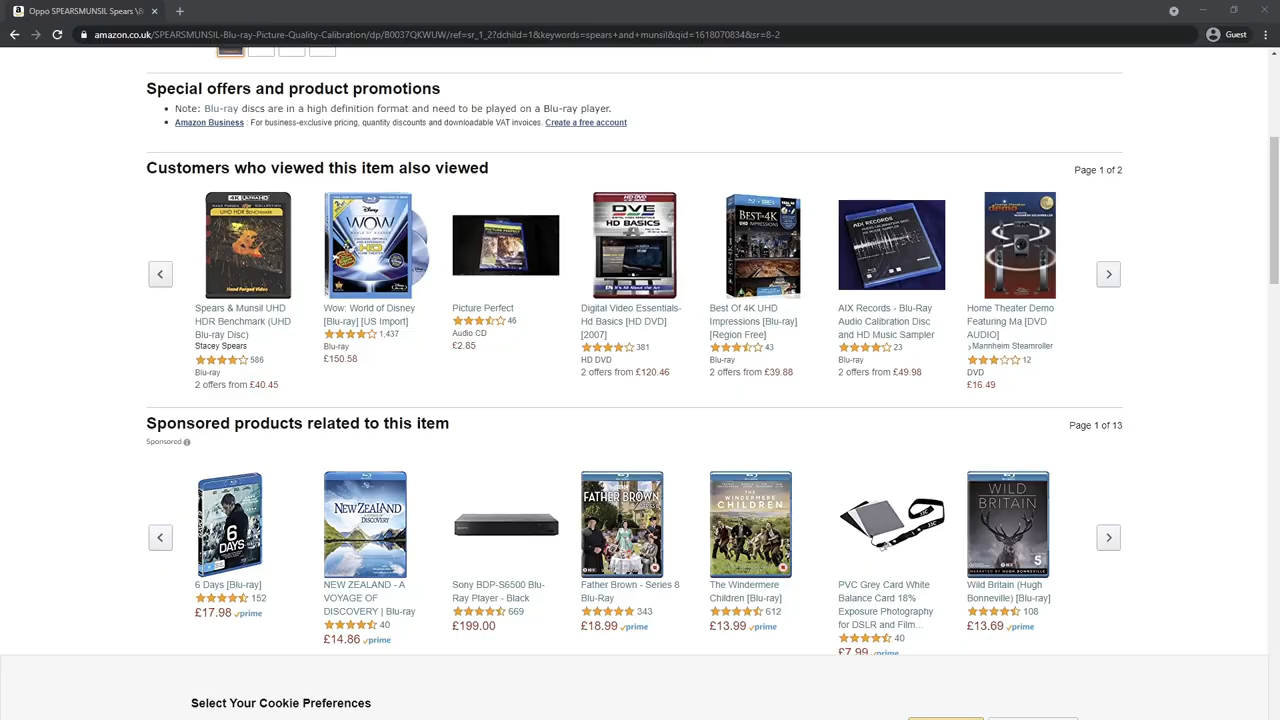 Oppo SPEARSMUNSIL Spears \&
amazon.co.uk/SPEARSMUNSIL-Blu-ray-Picture-Quality-Calibration/dp/B0037QKWUW/ref=sr_1_2?dchild=1&keywords=spears+and+munsil&qid=1618070834&sr=8-2
Guest
Special offers and product promotions
Note: Blu-ray discs are in a high definition format and need to be played on a Blu-ray player.
Amazon Business : For business-exclusive pricing, quantity discounts and downloadable VAT invoices. Create a free account
Customers who viewed this item also viewed
Page 1 of 2
Spears & Munsil UHD
HDR Benchmark (UHD
Blu-ray Disc)
Stacey Spears
586
Blu-ray
2 offers from £40.45
Wow: World of Disney
[Blu-ray] [US Import]
1,437
Blu-ray
£150.58
Picture Perfect
46
Audio CD
£2.85
Digital Video Essentials-
Hd Basics [HD DVD]
[2007]
381
HD DVD
2 offers from £120.46
Best Of 4K UHD
Impressions [Blu-ray]
[Region Free]
43
Blu-ray
2 offers from £39.88
AIX Records - Blu-Ray
Audio Calibration Disc
and HD Music Sampler
23
Blu-ray
2 offers from £49.98
Home Theater Demo
Featuring Ma [DVD
AUDIO]
›Mannheim Steamroller
12
DVD
£16.49
Sponsored products related to this item
Page 1 of 13
Sponsored
6 Days [Blu-ray]
152
£17.98 prime
NEW ZEALAND - A
VOYAGE OF
DISCOVERY | Blu-ray
40
£14.86 prime
Sony BDP-S6500 Blu-
Ray Player - Black
669
£199.00
Father Brown - Series 8
Blu-Ray
343
£18.99 prime
The Windermere
Children [Blu-ray]
612
£13.99 prime
PVC Grey Card White
Balance Card 18%
Exposure Photography
for DSLR and Film…
40
£7.99 prime
Wild Britain (Hugh
Bonneville) [Blu-ray]
108
£13.69 prime
Select Your Cookie Preferences